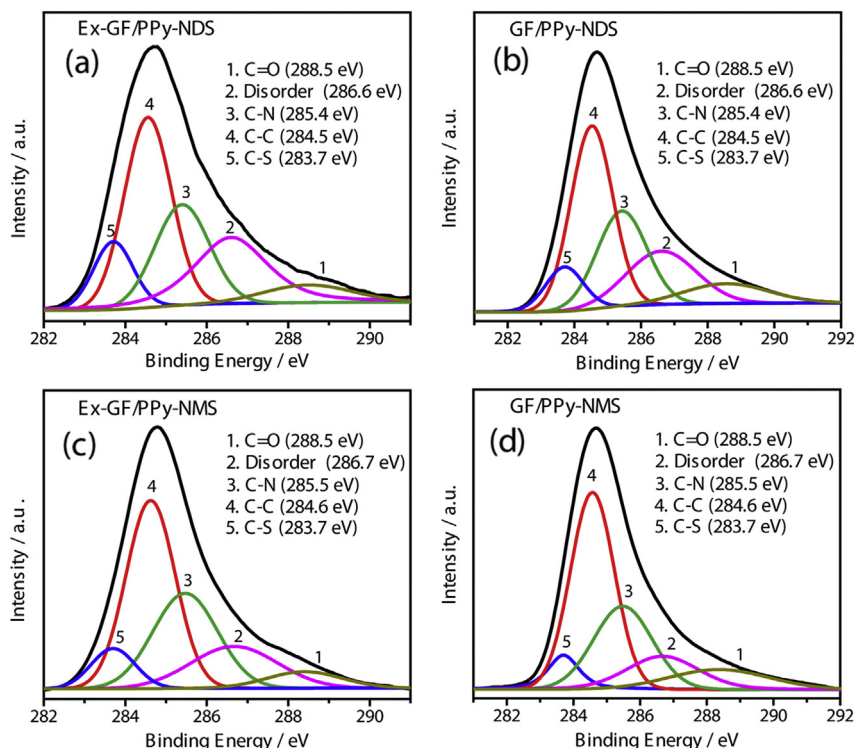 Ex-GF/PPy-NDS
(a)
1. C=O (288.5 eV)
2. Disorder (286.6 eV)
3. C-N (285.4 eV)
4. C-C (284.5 eV)
5. C-S (283.7 eV)
4
3
5
2
1
Intensity / a.u.
282 284 286 288 290
Binding Energy / eV
GF/PPy-NDS
(b)
1. C=O (288.5 eV)
2. Disorder (286.6 eV)
3. C-N (285.4 eV)
4. C-C (284.5 eV)
5. C-S (283.7 eV)
4
3
5
2
1
Intensity / a.u.
282 284 286 288 290 292
Binding Energy / eV
Ex-GF/PPy-NMS
(c)
1. C=O (288.5 eV)
2. Disorder (286.7 eV)
3. C-N (285.5 eV)
4. C-C (284.6 eV)
5. C-S (283.7 eV)
4
3
5
2
1
Intensity / a.u.
282 284 286 288 290
Binding Energy / eV
GF/PPy-NMS
(d)
1. C=O (288.5 eV)
2. Disorder (286.7 eV)
3. C-N (285.5 eV)
4. C-C (284.6 eV)
5. C-S (283.7 eV)
4
3
5
2
1
Intensity / a.u.
282 284 286 288 290 292
Binding Energy / eV